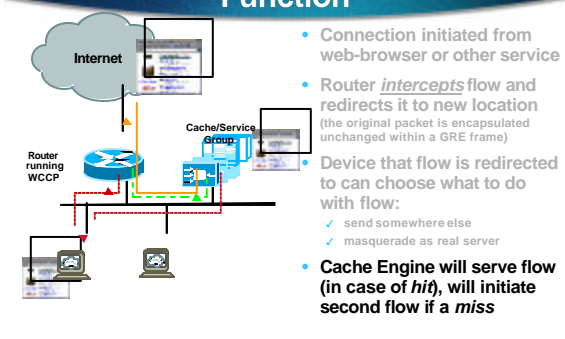 Function
Internet
Cache/Service
Group
Router
running
WCCP
• Connection initiated from
web-browser or other service
• Router intercepts flow and
redirects it to new location
(the original packet is encapsulated
unchanged within a GRE frame)
• Device that flow is redirected
to can choose what to do
with flow:
✓ send somewhere else
✓ masquerade as real server
• Cache Engine will serve flow
(in case of hit), will initiate
second flow if a miss